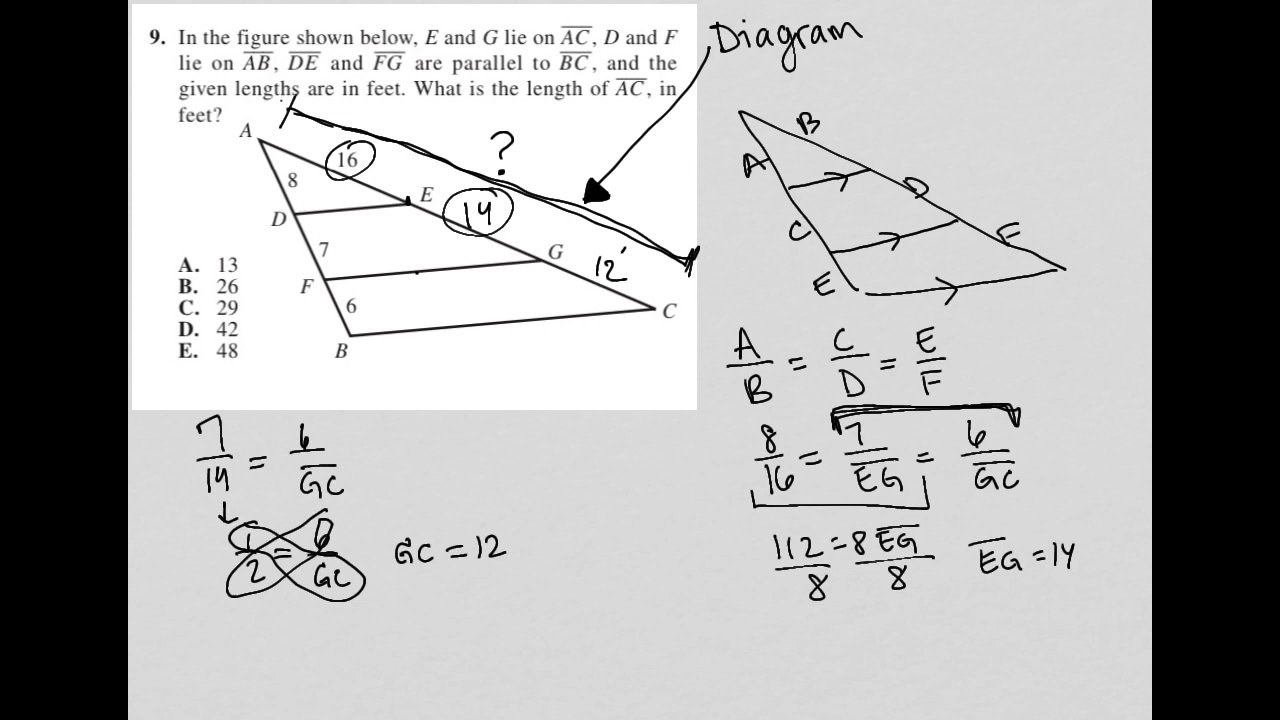 9. In the figure shown below, E and G lie on AC, D and F
lie on AB, DE and FG are parallel to BC, and the
given lengths are in feet. What is the length of AC, in
feet?
A
16
8
?
E
14
D
7
G
12'
F
6
C
B
A. 13
B. 26
C. 29
D. 42
E. 48
Diagram
B
A
D
C
F
E
A/B = C/D = E/F
8/16 = 7/EG = 6/GC
112/8 = 8EG/8
EG = 14
7/14 = 6/GC
1/2 = 6/GC
GC = 12